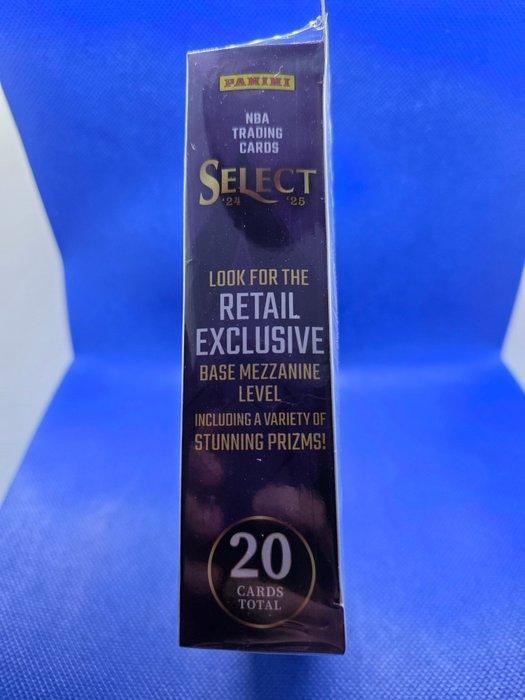 PANINI
NBA
TRADING
CARDS
SELECT
'24 '25
LOOK FOR THE
RETAIL
EXCLUSIVE
BASE MEZZANINE
LEVEL
INCLUDING A VARIETY OF
STUNNING PRIZMS!
20
CARDS
TOTAL